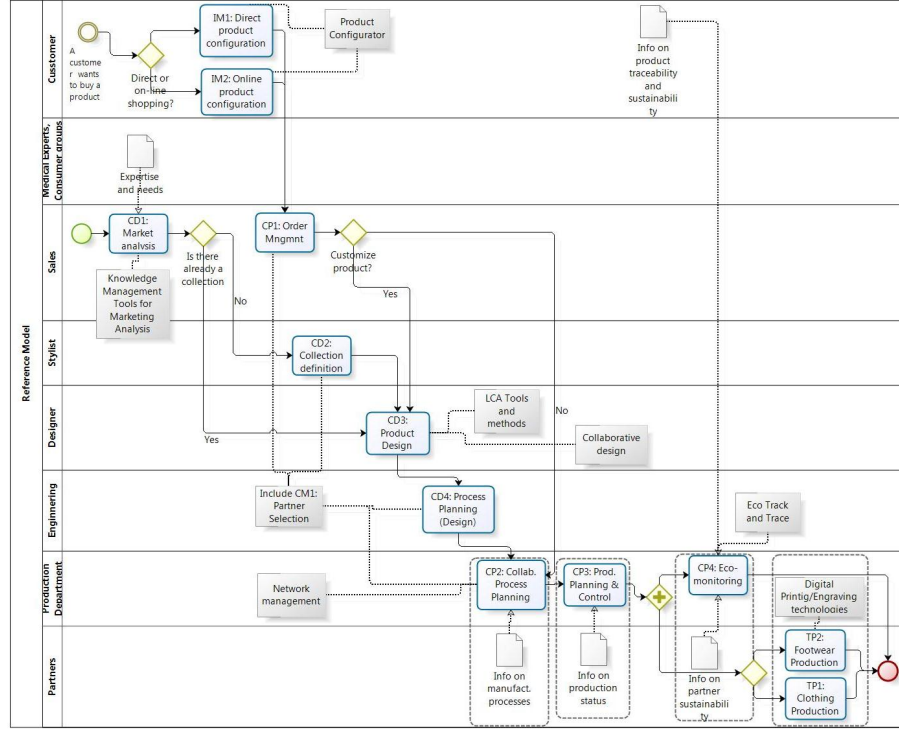 Reference Model
Cusstomer
A
custome
r wants
to buy a
product
Direct or
on-line
shopping?
IM1: Direct
product
configuration
IM2: Online
product
configuration
Product
Configurator
Info on
product
traceability
and
sustainabili
ty
Medical Experts,
Consumer groups
Expertise
and needs
Sales
CD1:
Market
analysis
Is there
already a
collection
Knowledge
Management
Tools for
Marketing
Analysis
No
CP1: Order
Mngmnt
Customize
product?
Yes
Stylist
CD2:
Collection
definition
Designer
Yes
CD3:
Product
Design
LCA Tools
and
methods
Collaborative
design
No
Enginnering
Include CM1:
Partner
Selection
CD4: Process
Planning
(Design)
Eco Track
and Trace
Production
Department
Network
management
CP2: Collab.
Process
Planning
CP3: Prod.
Planning &
Control
CP4: Eco-
monitoring
Digital
Printig/Engraving
technologies
Partners
Info on
manufact.
processes
Info on
production
status
Info on
partner
sustainabili
ty
TP2:
Footwear
Production
TP1:
Clothing
Production